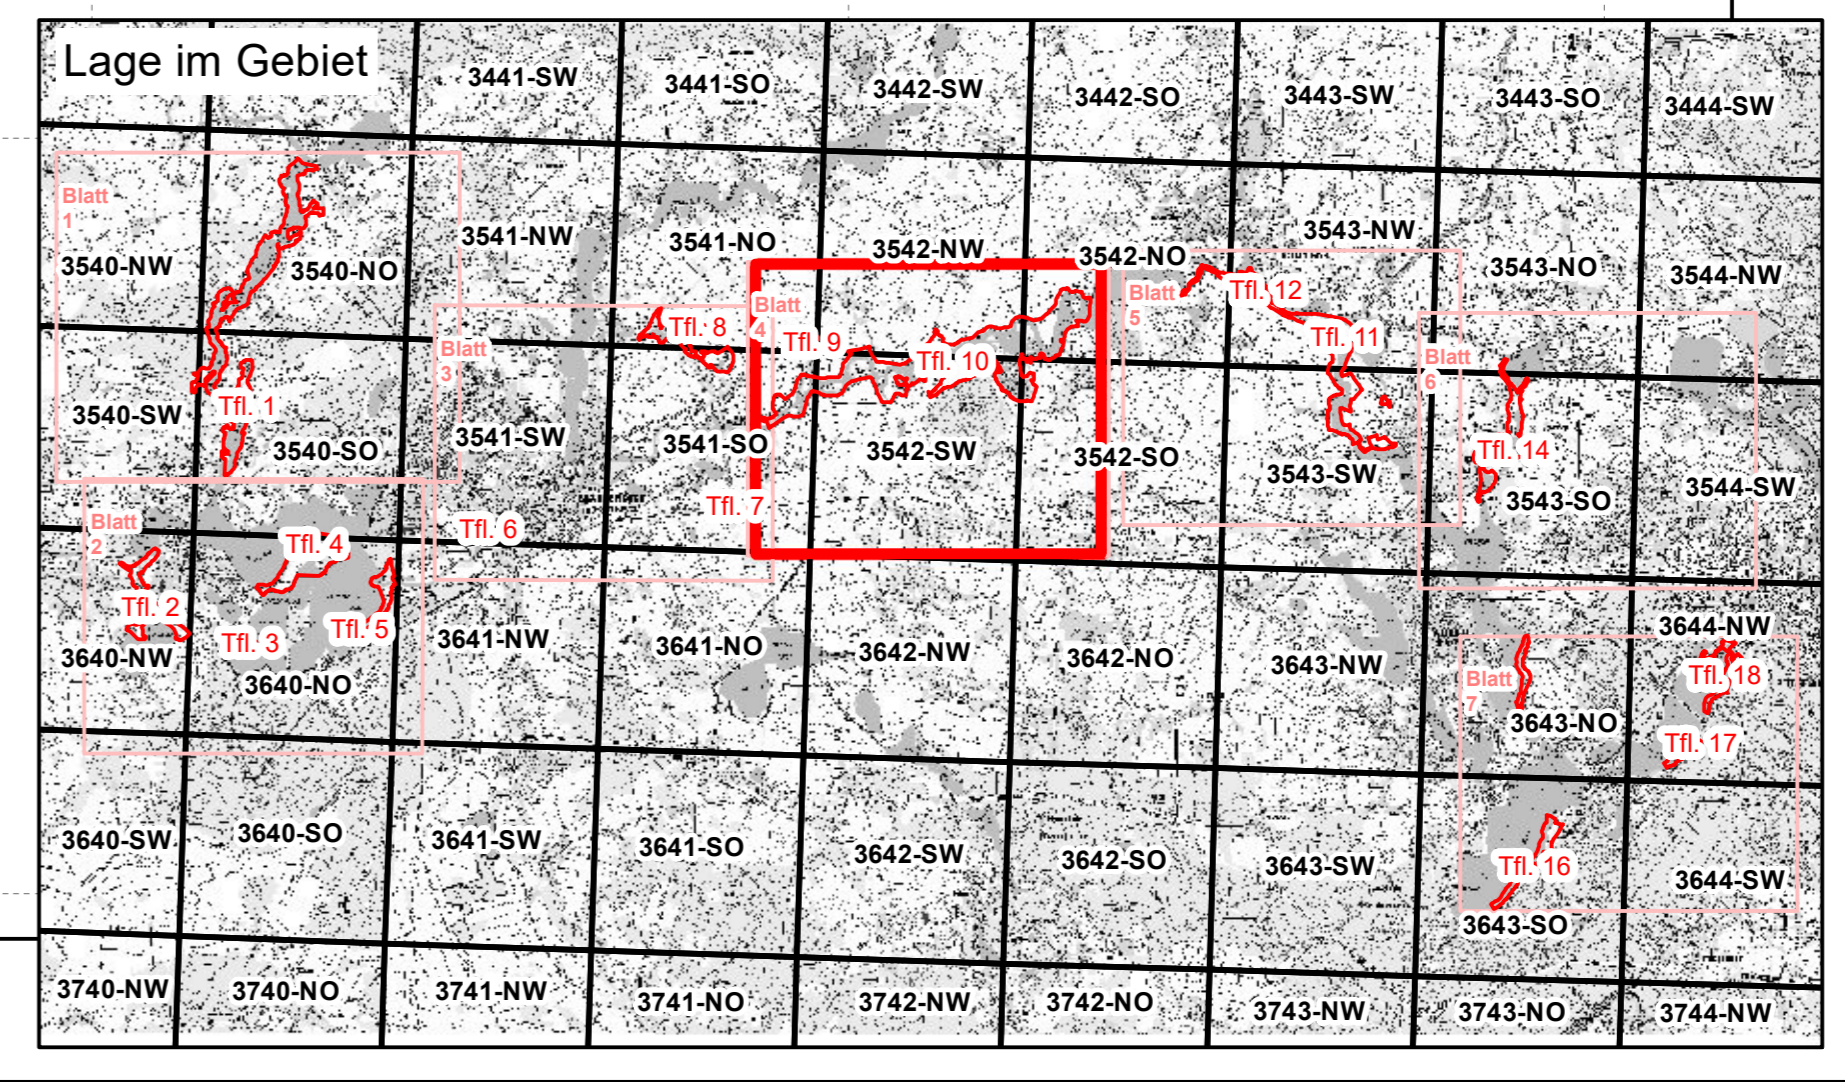 Lage im Gebiet
3441-SW
3441-SO
3442-SW
3442-SO
3443-SW
3443-SO
3444-SW
Blatt
1
3540-NW
3540-NO
3541-NW
3541-NO
3542-NW
3542-NO
3543-NW
3543-NO
3544-NW
Blatt
3
Tfl. 8
Blatt
4
Tfl. 9
Tfl. 10
Blatt
5
Tfl. 12
Tfl. 11
Blatt
6
3540-SW
Tfl. 1
3540-SO
3541-SW
3541-SO
3542-SW
3542-SO
3543-SW
Tfl. 14
3543-SO
3544-SW
Tfl. 6
Tfl. 7
Blatt
2
Tfl. 4
Tfl. 2
Tfl. 3
Tfl. 5
3640-NW
3640-NO
3641-NW
3641-NO
3642-NW
3642-NO
3643-NW
Blatt
7
3643-NO
3644-NW
Tfl. 18
Tfl. 17
3640-SW
3640-SO
3641-SW
3641-SO
3642-SW
3642-SO
3643-SW
Tfl. 16
3643-SO
3644-SW
3740-NW
3740-NO
3741-NW
3741-NO
3742-NW
3742-NO
3743-NW
3743-NO
3744-NW